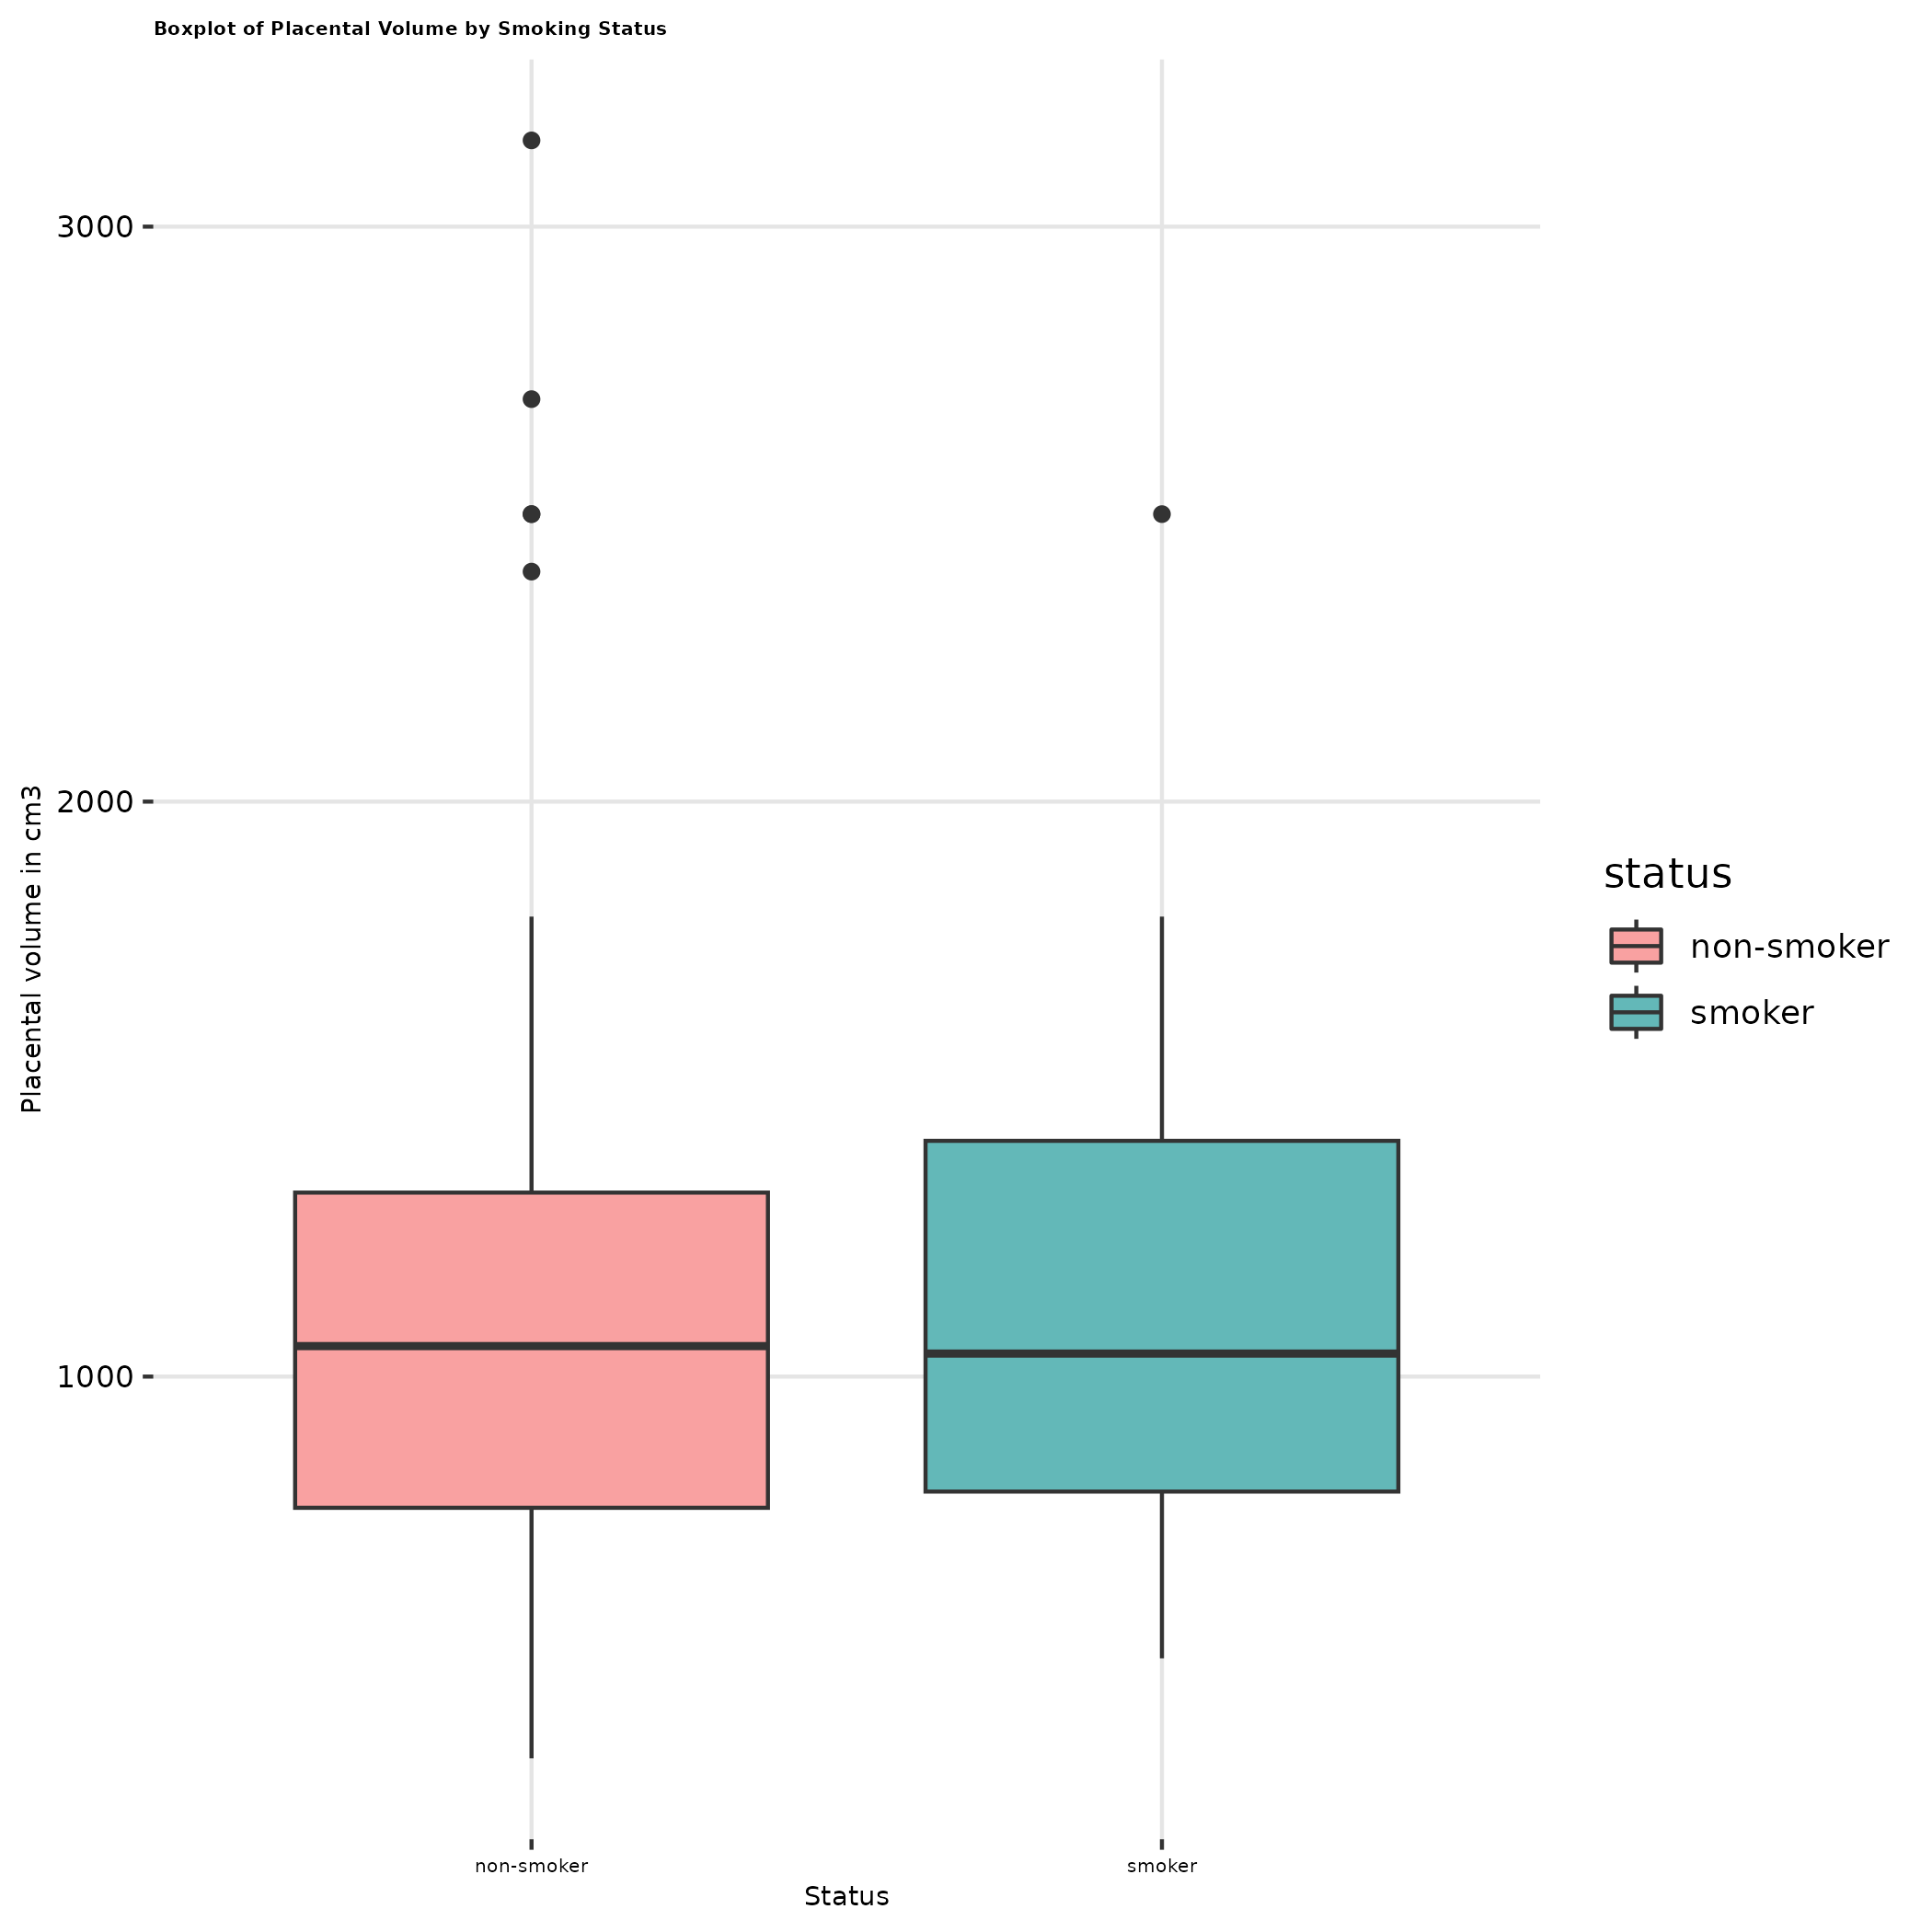 Boxplot of Placental Volume by Smoking Status
Placental volume in cm3
3000
2000
1000
non-smoker
smoker
Status
status
non-smoker
smoker